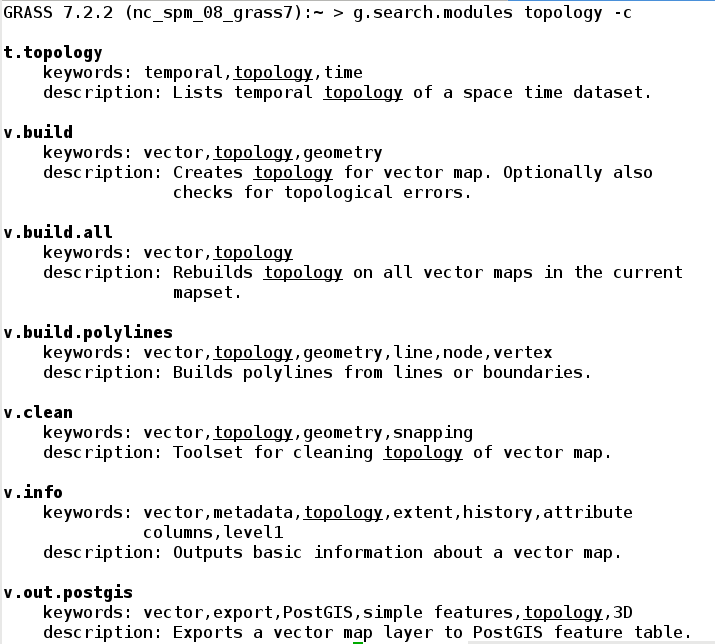 GRASS 7.2.2 (nc_spm_08_grass7):~ > g.search.modules topology -c
t.topology
keywords: temporal,topology,time
description: Lists temporal topology of a space time dataset.
v.build
keywords: vector,topology,geometry
description: Creates topology for vector map. Optionally also
checks for topological errors.
v.build.all
keywords: vector,topology
description: Rebuilds topology on all vector maps in the current
mapset.
v.build.polylines
keywords: vector,topology,geometry,line,node,vertex
description: Builds polylines from lines or boundaries.
v.clean
keywords: vector,topology,geometry,snapping
description: Toolset for cleaning topology of vector map.
v.info
keywords: vector,metadata,topology,extent,history,attribute
columns,level1
description: Outputs basic information about a vector map.
v.out.postgis
keywords: vector,export,PostGIS,simple features,topology,3D
description: Exports a vector map layer to PostGIS feature table.